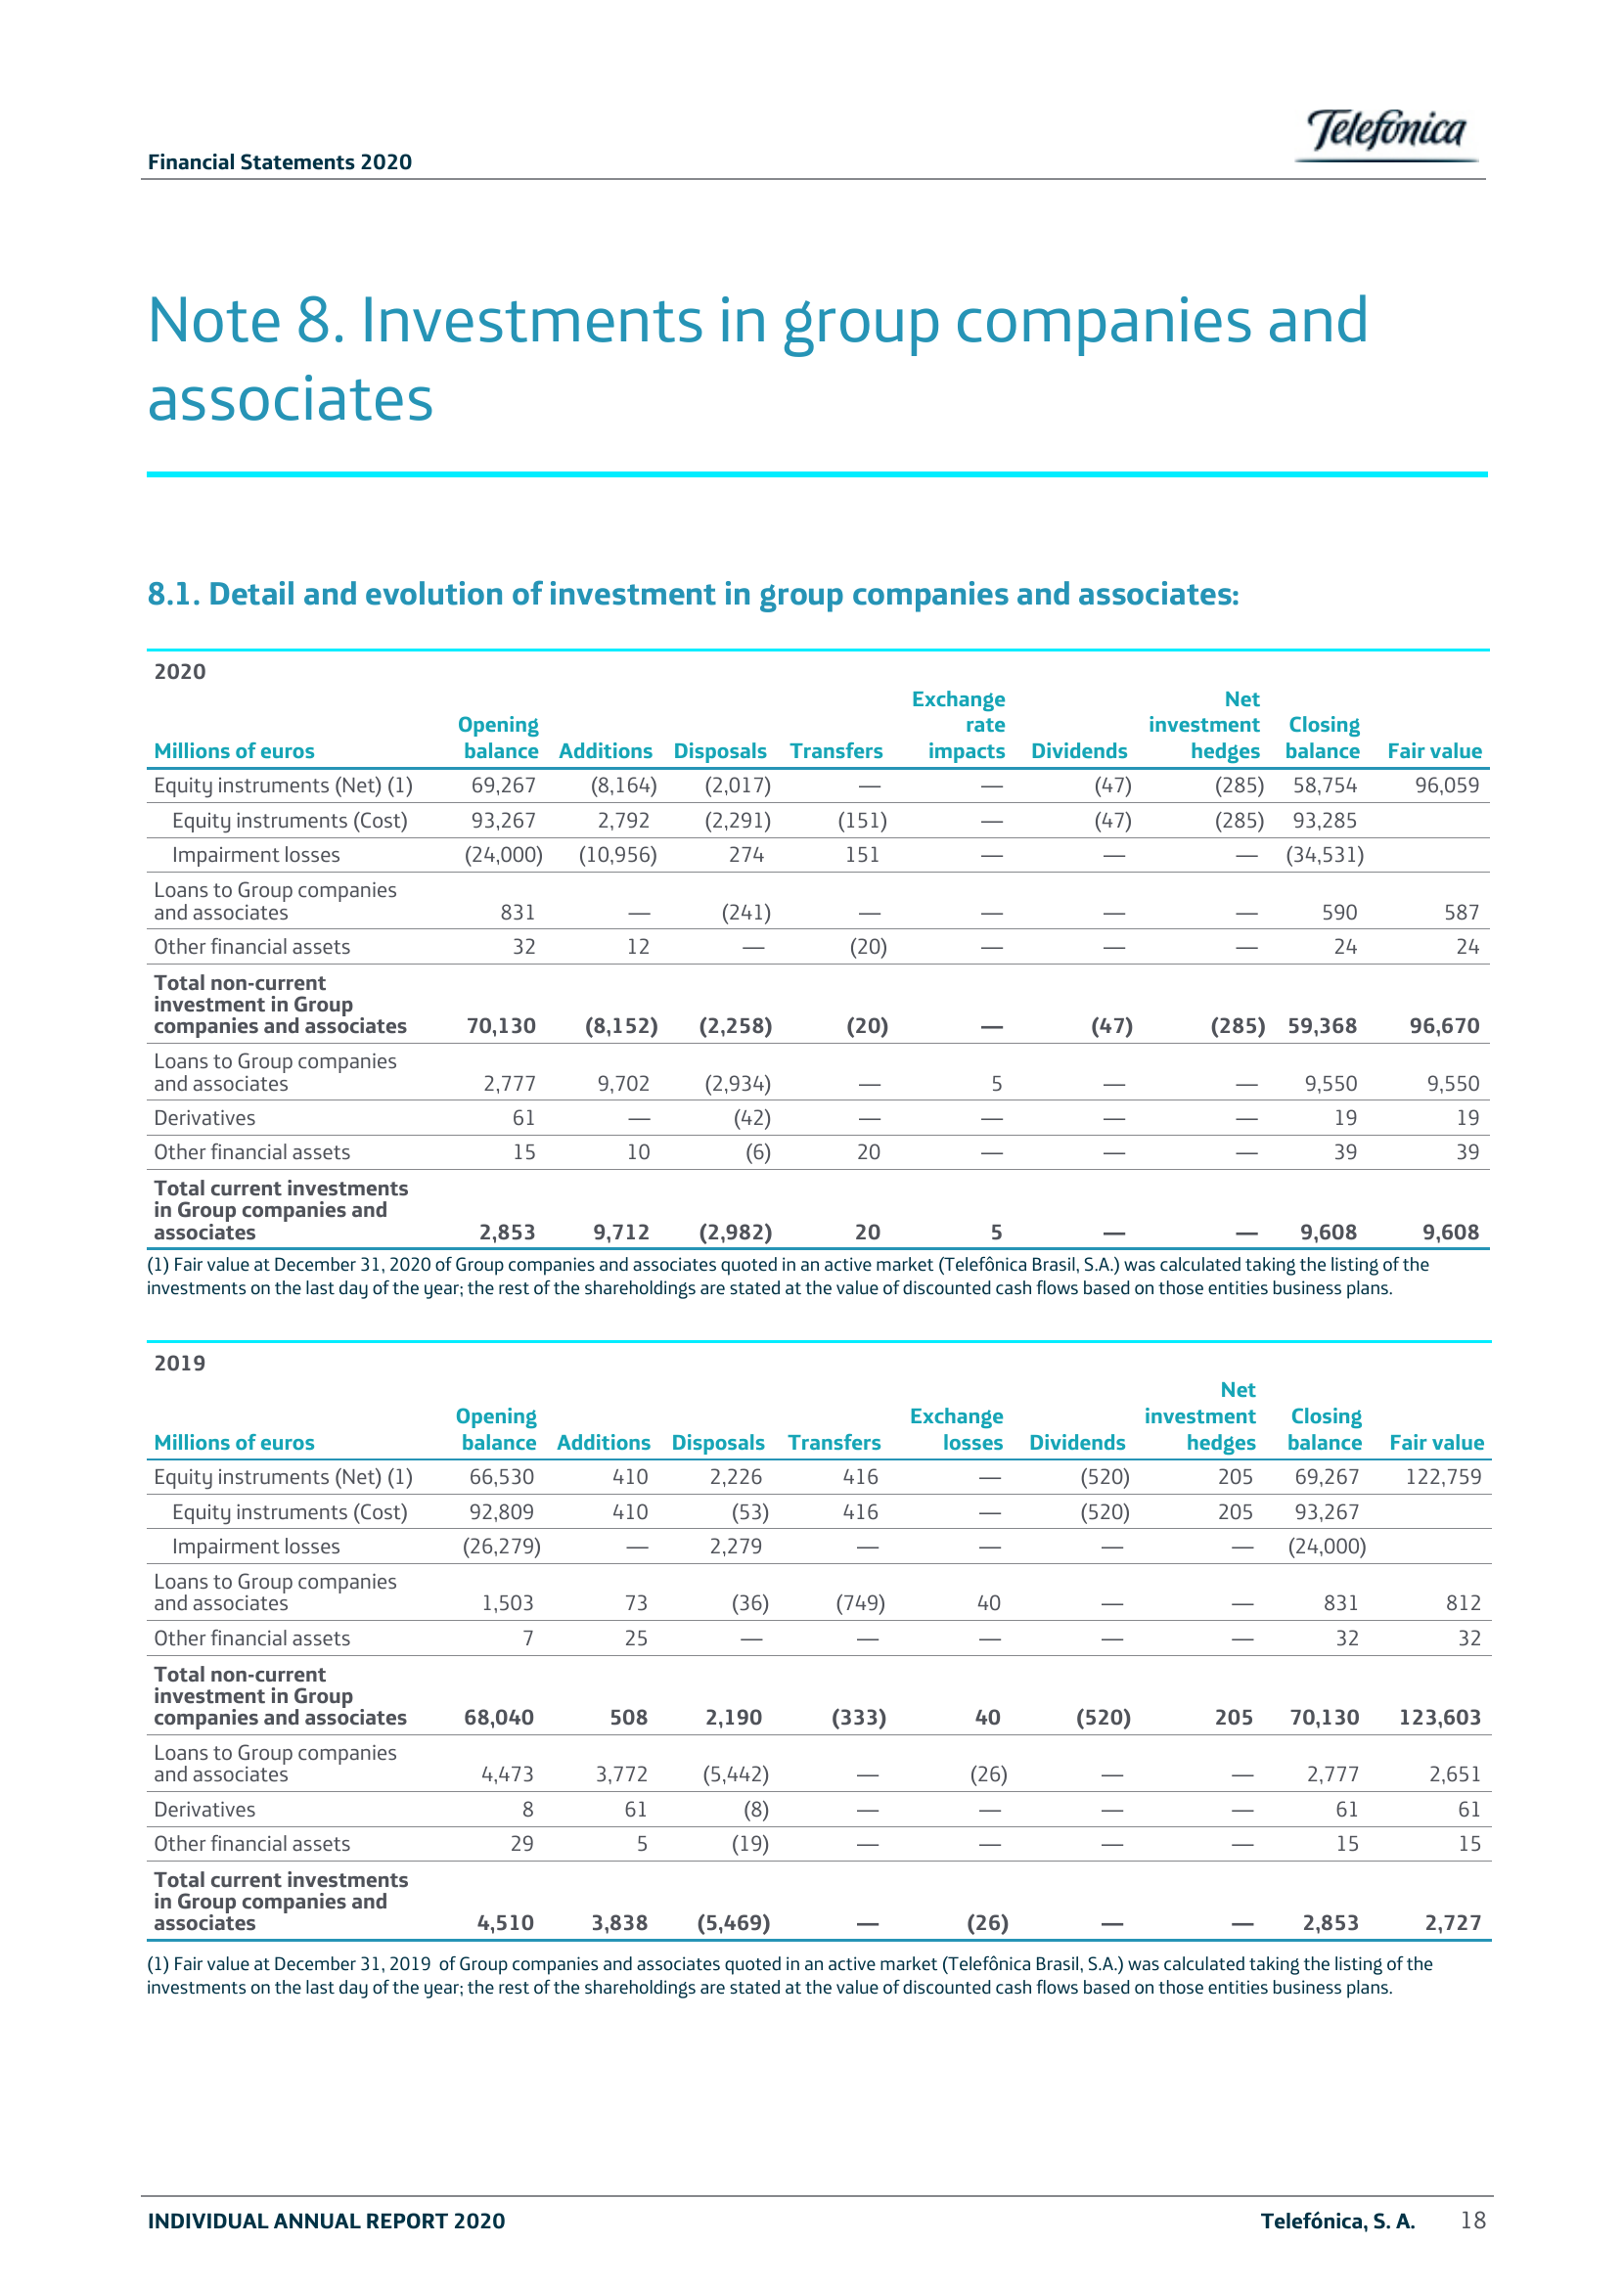 Telefónica
Financial Statements 2020
Note 8. Investments in group companies and
associates
8.1. Detail and evolution of investment in group companies and associates:
2020
Millions of euros Opening balance Additions Disposals Transfers Exchange rate impacts Dividends Net investment hedges Closing balance Fair value
Equity instruments (Net) (1) 69,267 (8,164) (2,017) — — (47) (285) 58,754 96,059
Equity instruments (Cost) 93,267 2,792 (2,291) (151) — (47) (285) 93,285
Impairment losses (24,000) (10,956) 274 151 — — — (34,531)
Loans to Group companies
and associates 831 — (241) — — — — 590 587
Other financial assets 32 12 — (20) — — — 24 24
Total non-current
investment in Group
companies and associates 70,130 (8,152) (2,258) (20) — (47) (285) 59,368 96,670
Loans to Group companies
and associates 2,777 9,702 (2,934) — 5 — — 9,550 9,550
Derivatives 61 — (42) — — — — 19 19
Other financial assets 15 10 (6) 20 — — — 39 39
Total current investments
in Group companies and
associates 2,853 9,712 (2,982) 20 5 — — 9,608 9,608
(1) Fair value at December 31, 2020 of Group companies and associates quoted in an active market (Telefônica Brasil, S.A.) was calculated taking the listing of the
investments on the last day of the year; the rest of the shareholdings are stated at the value of discounted cash flows based on those entities business plans.
2019
Millions of euros Opening balance Additions Disposals Transfers Exchange losses Dividends Net investment hedges Closing balance Fair value
Equity instruments (Net) (1) 66,530 410 2,226 416 — (520) 205 69,267 122,759
Equity instruments (Cost) 92,809 410 (53) 416 — (520) 205 93,267
Impairment losses (26,279) — 2,279 — — — — (24,000)
Loans to Group companies
and associates 1,503 73 (36) (749) 40 — — 831 812
Other financial assets 7 25 — — — — — 32 32
Total non-current
investment in Group
companies and associates 68,040 508 2,190 (333) 40 (520) 205 70,130 123,603
Loans to Group companies
and associates 4,473 3,772 (5,442) — (26) — — 2,777 2,651
Derivatives 8 61 (8) — — — — 61 61
Other financial assets 29 5 (19) — — — — 15 15
Total current investments
in Group companies and
associates 4,510 3,838 (5,469) — (26) — — 2,853 2,727
(1) Fair value at December 31, 2019 of Group companies and associates quoted in an active market (Telefônica Brasil, S.A.) was calculated taking the listing of the
investments on the last day of the year; the rest of the shareholdings are stated at the value of discounted cash flows based on those entities business plans.
INDIVIDUAL ANNUAL REPORT 2020 Telefónica, S. A. 18